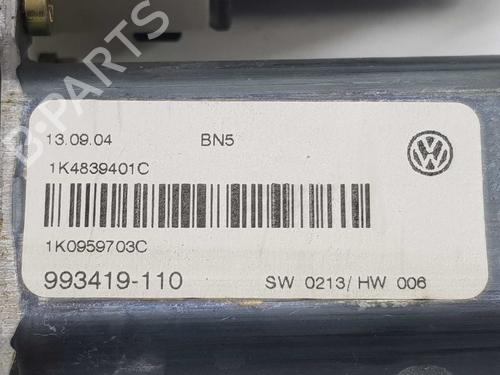 13.09.04 BN5
1K4839401C
1K0959703C
993419-110 SW 0213/ HW 006
B-PARTS